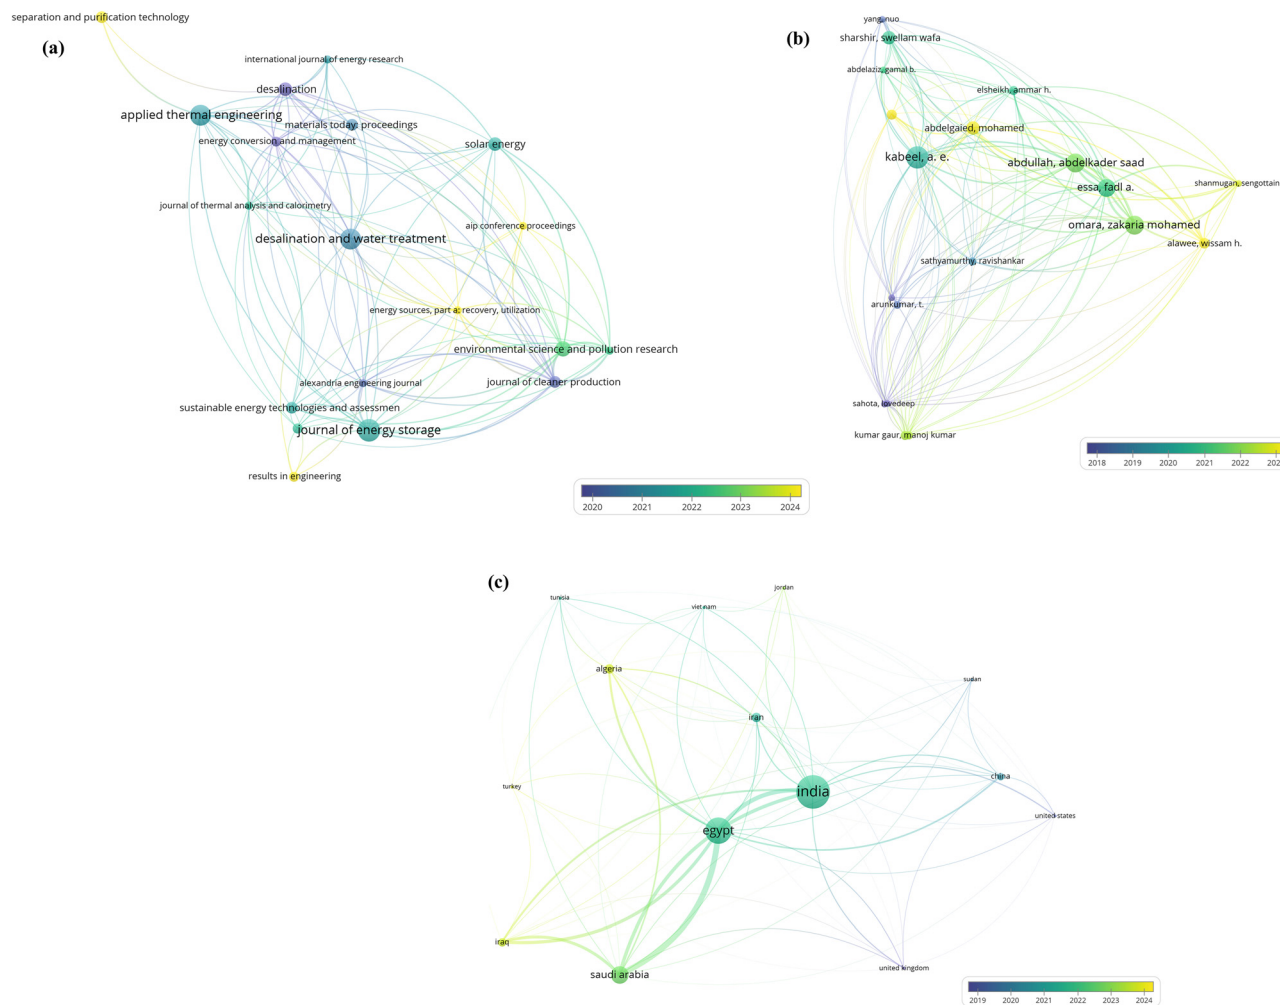 separation and purification technology
(a)
international journal of energy research
desalination
applied thermal engineering
materials today: proceedings
energy conversion and management
solar energy
journal of thermal analysis and calorimetry
aip conference proceedings
desalination and water treatment
energy sources, part a: recovery, utilization
environmental science and pollution research
alexandria engineering journal
journal of cleaner production
sustainable energy technologies and assessmen
journal of energy storage
results in engineering
2020 2021 2022 2023 2024
(b)
yang, nuo
sharshir, swellam wafa
abdelaziz, gamal b.
elsheikh, ammar h.
abdelgaied, mohamed
kabeel, a. e.
abdullah, abdelkader saad
essa, fadl a.
shanmugan, sengottain
omara, zakaria mohamed
alawee, wissam h.
sathyamurthy, ravishankar
arunkumar, t.
sahota, lovedeep
kumar gaur, manoj kumar
2018 2019 2020 2021 2022
(c)
jordan
tunisia
viet nam
algeria
sudan
iran
china
turkey
india
united states
egypt
iraq
saudi arabia
united kingdom
2019 2020 2021 2022 2023 2024